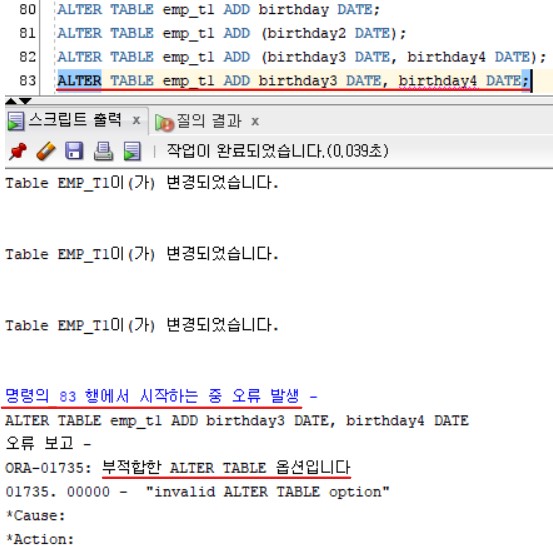 80 ALTER TABLE emp_t1 ADD birthday DATE;
81 ALTER TABLE emp_t1 ADD (birthday2 DATE);
82 ALTER TABLE emp_t1 ADD (birthday3 DATE, birthday4 DATE);
83 ALTER TABLE emp_t1 ADD birthday3 DATE, birthday4 DATE;
스크립트 출력 x 질의 결과 x
작업이 완료되었습니다.(0,039초)
Table EMP_T1이(가) 변경되었습니다.
Table EMP_T1이(가) 변경되었습니다.
Table EMP_T1이(가) 변경되었습니다.
명령의 83 행에서 시작하는 중 오류 발생 -
ALTER TABLE emp_t1 ADD birthday3 DATE, birthday4 DATE
오류 보고 -
ORA-01735: 부적합한 ALTER TABLE 옵션입니다
01735. 00000 - "invalid ALTER TABLE option"
*Cause:
*Action: